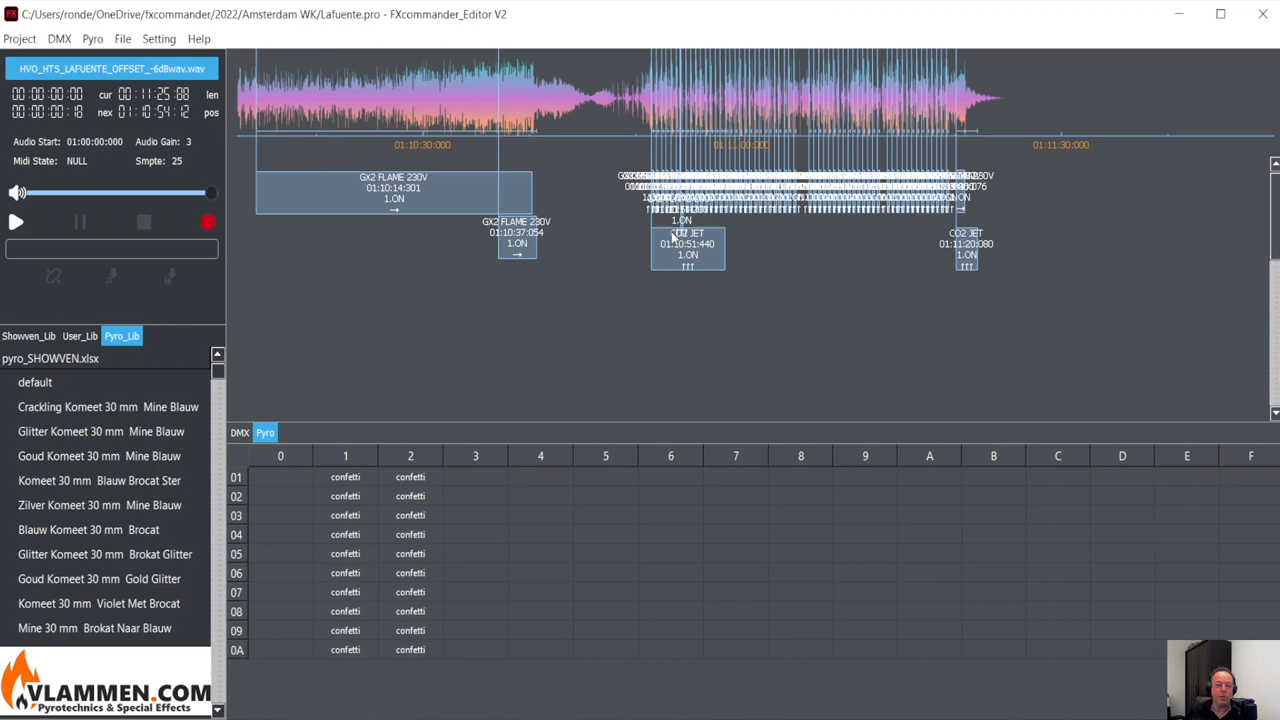 C:/Users/ronde/OneDrive/fxcommander/2022/Amsterdam WK/Lafuente.pro - FXcommander_Editor V2
Project DMX Pyro File Setting Help
HVO_HTS_LAFUENTE_OFFSET_-6dBwav.wav
00:00:00:00 cur 00:11:25:88 len
00:00:00:18 nex 01:10:54:12 pos
Audio Start: 01:00:00:000 Audio Gain: 3
Midi State: NULL Smpte: 25
01:10:30:000 01:11:00:000 01:11:30:000
GX2 FLAME 230V
01:10:14:301
1.ON
GX2 FLAME 230V
01:10:37:054
1.ON
1.ON
CO2 JET
01:10:51:440
1.ON
CO2 JET
01:11:20:080
1.ON
Showven_Lib User_Lib Pyro_Lib
pyro_SHOWVEN.xlsx
default
Crackling Komeet 30 mm Mine Blauw
Glitter Komeet 30 mm Mine Blauw
Goud Komeet 30 mm Mine Blauw
Komeet 30 mm Blauw Brocat Ster
Zilver Komeet 30 mm Mine Blauw
Blauw Komeet 30 mm Brocat
Glitter Komeet 30 mm Brokat Glitter
Goud Komeet 30 mm Gold Glitter
Komeet 30 mm Violet Met Brocat
Mine 30 mm Brokat Naar Blauw
VLAMMEN.COM
Pyrotechnics & Special Effects
DMX Pyro
0 1 2 3 4 5 6 7 8 9 A B C D E F
01 confetti confetti
02 confetti confetti
03 confetti confetti
04 confetti confetti
05 confetti confetti
06 confetti confetti
07 confetti confetti
08 confetti confetti
09 confetti confetti
0A confetti confetti